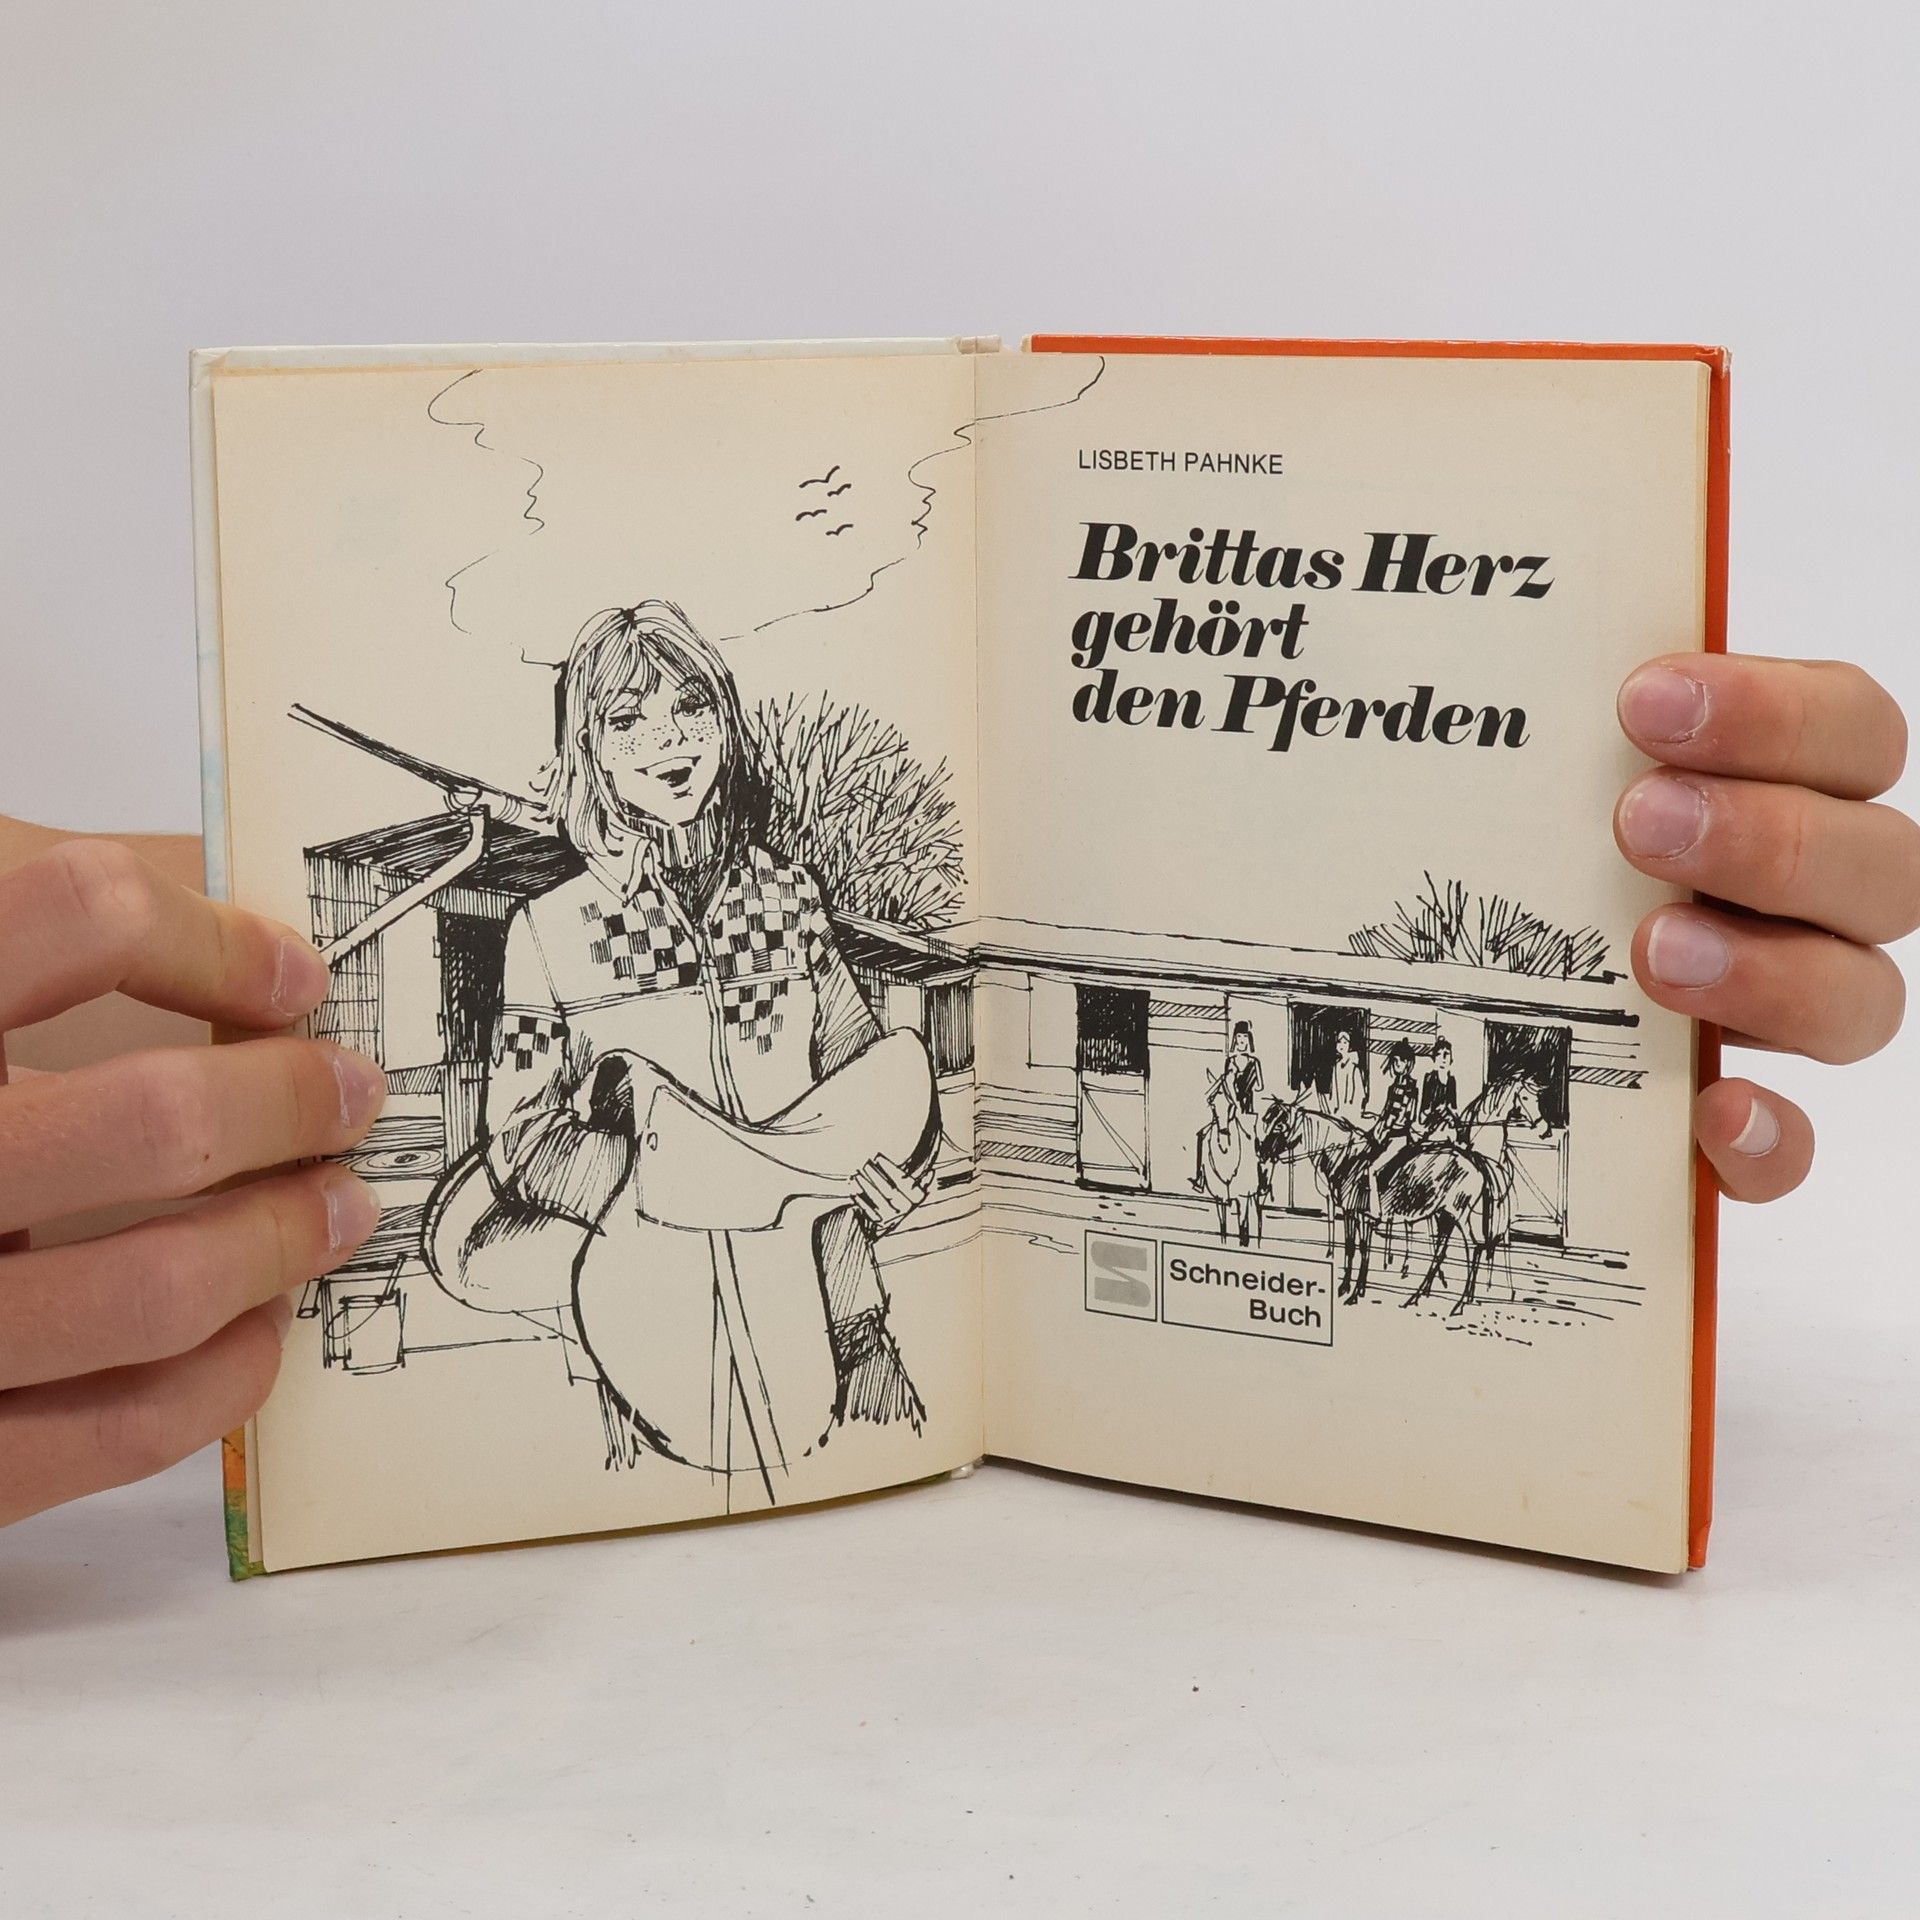 LISBETH PAHNKE
Brittas Herz
gehört
den Pferden
Schneider-
Buch